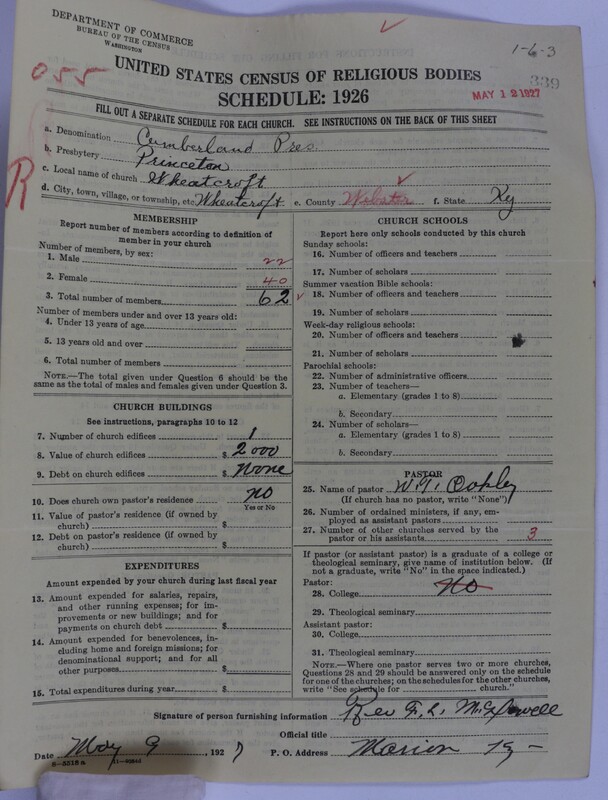 DEPARTMENT OF COMMERCE
BUREAU OF THE CENSUS
WASHINGTON
1-6-3
055
339
UNITED STATES CENSUS OF RELIGIOUS BODIES
SCHEDULE: 1926
MAY 12 1927
FILL OUT A SEPARATE SCHEDULE FOR EACH CHURCH. SEE INSTRUCTIONS ON THE BACK OF THIS SHEET
R
a. Denomination Cumberland Pres.
b. Presbytery Princeton
c. Local name of church Wheatcroft
d. City, town, village, or township, etc. Wheatcroft e. County Webster f. State Ky
MEMBERSHIP
Report number of members according to definition of
member in your church
Number of members, by sex:
1. Male 22
2. Female 40
3. Total number of members 62
Number of members under and over 13 years old:
4. Under 13 years of age
5. 13 years old and over
6. Total number of members
NOTE.—The total given under Question 6 should be the
same as the total of males and females given under Question 3.
CHURCH BUILDINGS
See instructions, paragraphs 10 to 12
7. Number of church edifices 1
8. Value of church edifices $ 2000
9. Debt on church edifices $ None
10. Does church own pastor's residence no
Yes or No
11. Value of pastor's residence (if owned by
church) $
12. Debt on pastor's residence (if owned by
church) $
EXPENDITURES
Amount expended by your church during last fiscal year
13. Amount expended for salaries, repairs,
and other running expenses; for im-
provements or new buildings; and for
payments on church debt $
14. Amount expended for benevolences, in-
cluding home and foreign missions; for
denominational support; and for all
other purposes $
15. Total expenditures during year $
CHURCH SCHOOLS
Report here only schools conducted by this church
Sunday schools:
16. Number of officers and teachers
17. Number of scholars
Summer vacation Bible schools:
18. Number of officers and teachers
19. Number of scholars
Week-day religious schools:
20. Number of officers and teachers
21. Number of scholars
Parochial schools:
22. Number of administrative officers
23. Number of teachers—
a. Elementary (grades 1 to 8)
b. Secondary
24. Number of scholars—
a. Elementary (grades 1 to 8)
b. Secondary
PASTOR
25. Name of pastor W.T. Oakley
(If church has no pastor, write "None")
26. Number of ordained ministers, if any, em-
ployed as assistant pastors
27. Number of other churches served by the
pastor or his assistants 3
If pastor (or assistant pastor) is a graduate of a college or
theological seminary, give name of institution below. (If
not a graduate, write "No" in the space indicated.)
Pastor:
28. College No
29. Theological seminary
Assistant pastor:
30. College
31. Theological seminary
NOTE.—Where one pastor serves two or more churches,
Questions 28 and 29 should be answered only on the schedule
for one of the churches; on the schedules for the other churches,
write "See schedule for church."
Signature of person furnishing information Rev F. L. McDowell
Official title
Date May 9, 1927 P. O. Address Marion Ky